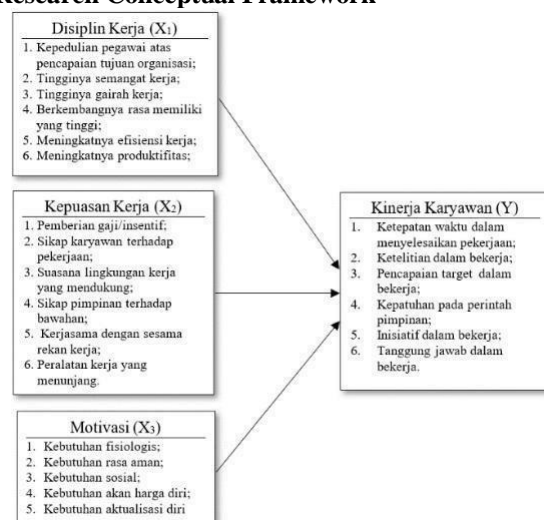 Research Conceptual Framework
Disiplin Kerja (X₁)
1. Kepedulian pegawai atas
pencapaian tujuan organisasi;
2. Tingginya semangat kerja;
3. Tingginya gairah kerja;
4. Berkembangnya rasa memiliki
yang tinggi;
5. Meningkatnya efisiensi kerja;
6. Meningkatnya produktifitas;
Kepuasan Kerja (X₂)
1. Pemberian gaji/insentif;
2. Sikap karyawan terhadap
pekerjaan;
3. Suasana lingkungan kerja
yang mendukung;
4. Sikap pimpinan terhadap
bawahan;
5. Kerjasama dengan sesama
rekan kerja;
6. Peralatan kerja yang
menunjang.
Motivasi (X₃)
1. Kebutuhan fisiologis;
2. Kebutuhan rasa aman;
3. Kebutuhan sosial;
4. Kebutuhan akan harga diri;
5. Kebutuhan aktualisasi diri
Kinerja Karyawan (Y)
1. Ketepatan waktu dalam
menyelesaikan pekerjaan;
2. Ketelitian dalam bekerja;
3. Pencapaian target dalam
bekerja;
4. Kepatuhan pada perintah
pimpinan;
5. Inisiatif dalam bekerja;
6. Tanggung jawab dalam
bekerja.